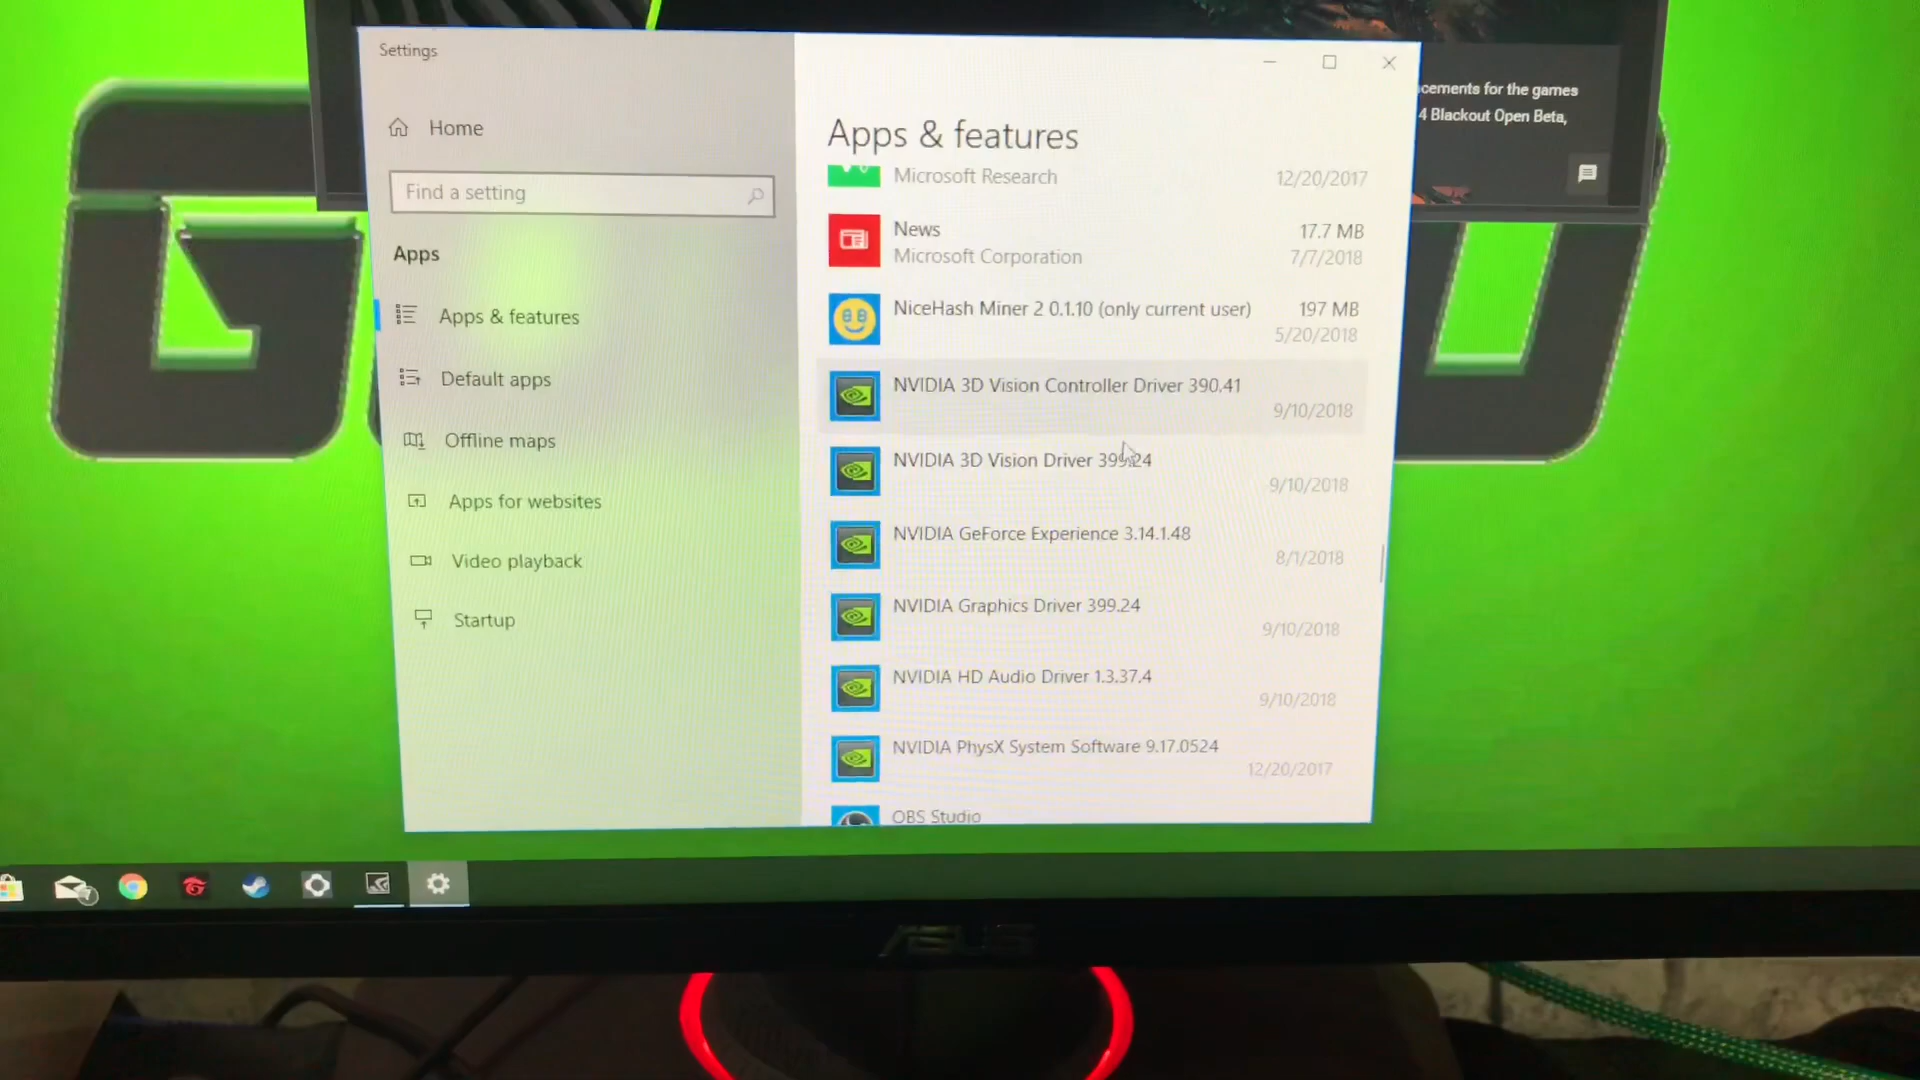 Settings
Home
Find a setting
Apps
Apps & features
Default apps
Offline maps
Apps for websites
Video playback
Startup
Apps & features
Microsoft Research
12/20/2017
News
17.7 MB
Microsoft Corporation
7/7/2018
NiceHash Miner 2 0.1.10 (only current user)
197 MB
5/20/2018
NVIDIA 3D Vision Controller Driver 390.41
9/10/2018
NVIDIA 3D Vision Driver 399.24
9/10/2018
NVIDIA GeForce Experience 3.14.1.48
8/1/2018
NVIDIA Graphics Driver 399.24
9/10/2018
NVIDIA HD Audio Driver 1.3.37.4
9/10/2018
NVIDIA PhysX System Software 9.17.0524
12/20/2017
OBS Studio
cements for the games
4 Blackout Open Beta,
ASUS